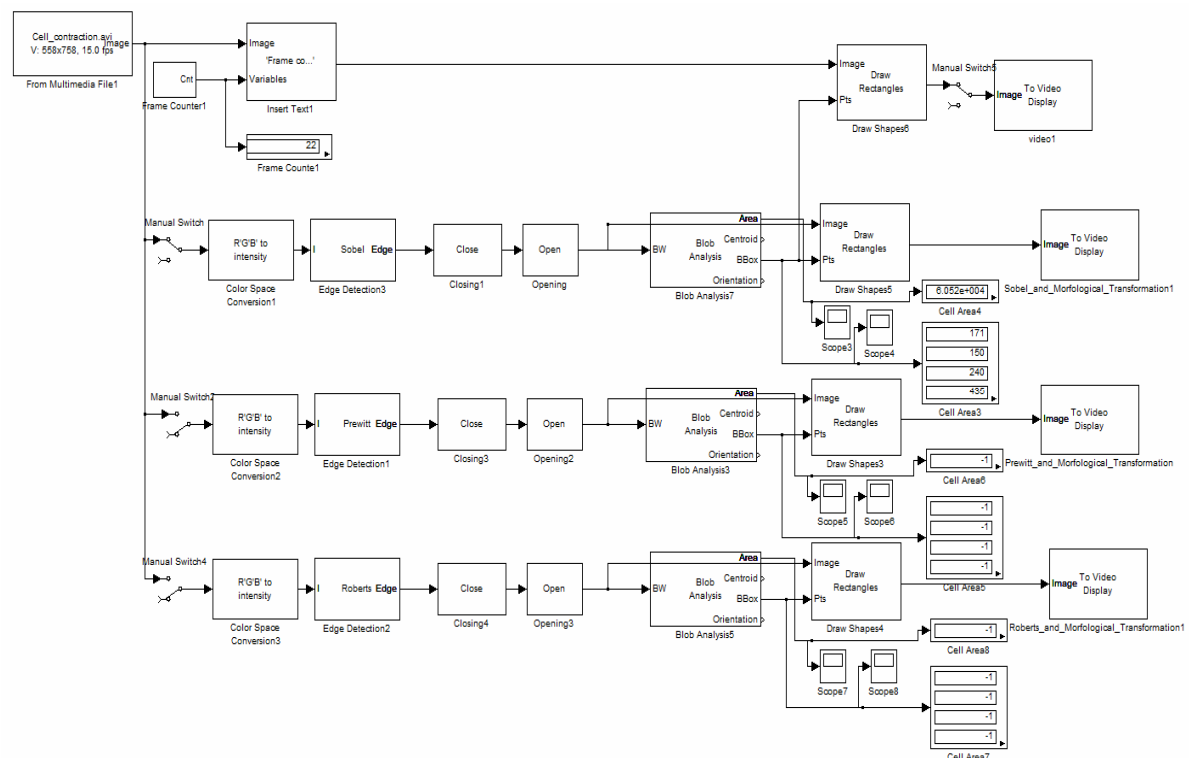 Cell_contraction.avi
V: 558x758, 15.0 fps
Image
From Multimedia File1
Cnt
Frame Counter1
Image
Variables
'Frame co...'
Insert Text1
22
Frame Counte1
Image
Pts
Draw
Rectangles
Draw Shapes6
Manual Switch5
Image
To Video
Display
video1
Manual Switch
R'G'B' to
intensity
Color Space
Conversion1
I
Sobel
Edge
Edge Detection3
Close
Closing1
Open
Opening
BW
Blob
Analysis
Area
Centroid
BBox
Orientation
Blob Analysis7
Image
Pts
Draw
Rectangles
Draw Shapes5
Image
To Video
Display
Sobel_and_Morfological_Transformation1
6.052e+004
Cell Area4
Scope3
Scope4
171
150
240
435
Cell Area3
Manual Switch2
R'G'B' to
intensity
Color Space
Conversion2
I
Prewitt
Edge
Edge Detection1
Close
Closing3
Open
Opening2
BW
Blob
Analysis
Area
Centroid
BBox
Orientation
Blob Analysis3
Image
Pts
Draw
Rectangles
Draw Shapes3
Image
To Video
Display
Prewitt_and_Morfological_Transformation
-1
Cell Area6
Scope5
Scope6
-1
-1
-1
-1
Cell Area5
Manual Switch4
R'G'B' to
intensity
Color Space
Conversion3
I
Roberts
Edge
Edge Detection2
Close
Closing4
Open
Opening3
BW
Blob
Analysis
Area
Centroid
BBox
Orientation
Blob Analysis5
Image
Pts
Draw
Rectangles
Draw Shapes4
Image
To Video
Display
Roberts_and_Morfological_Transformation1
-1
Cell Area8
Scope7
Scope8
-1
-1
-1
-1
Cell Area7